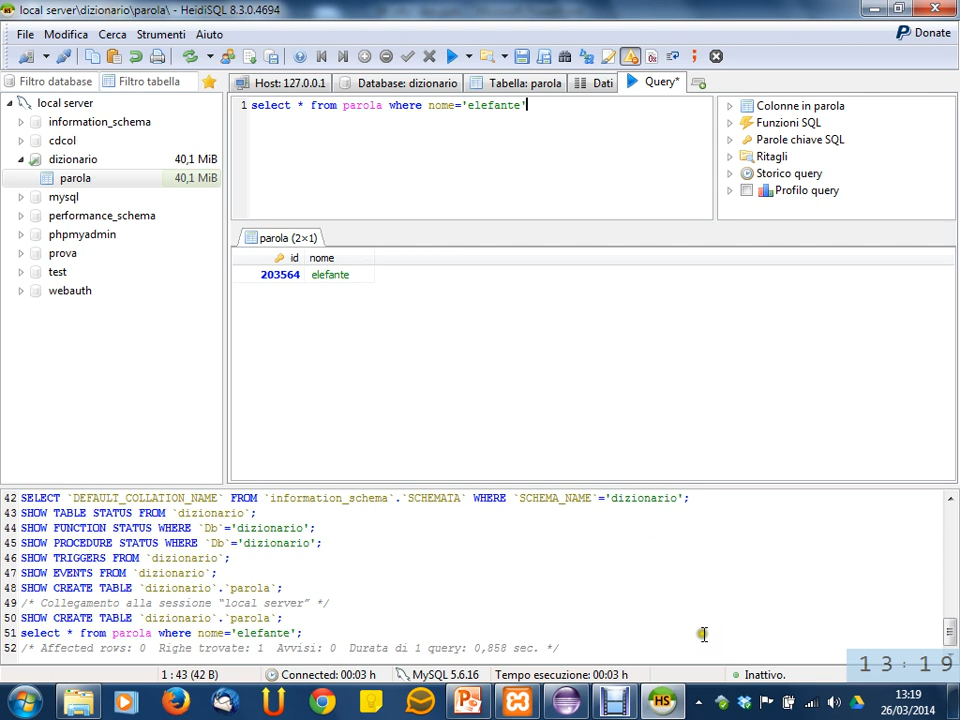 local server\dizionario\parola\ - HeidiSQL 8.3.0.4694
File Modifica Cerca Strumenti Aiuto
Donate
Filtro database Filtro tabella
Host: 127.0.0.1 Database: dizionario Tabella: parola Dati Query*
local server
information_schema
cdcol
dizionario 40,1 MiB
parola 40,1 MiB
mysql
performance_schema
phpmyadmin
prova
test
webauth
1 select * from parola where nome='elefante'
Colonne in parola
Funzioni SQL
Parole chiave SQL
Ritagli
Storico query
Profilo query
parola (2×1)
id nome
203564 elefante
42 SELECT `DEFAULT_COLLATION_NAME` FROM `information_schema`.`SCHEMATA` WHERE `SCHEMA_NAME`='dizionario';
43 SHOW TABLE STATUS FROM `dizionario`;
44 SHOW FUNCTION STATUS WHERE `Db`='dizionario';
45 SHOW PROCEDURE STATUS WHERE `Db`='dizionario';
46 SHOW TRIGGERS FROM `dizionario`;
47 SHOW EVENTS FROM `dizionario`;
48 SHOW CREATE TABLE `dizionario`.`parola`;
49 /* Collegamento alla sessione "local server" */
50 SHOW CREATE TABLE `dizionario`.`parola`;
51 select * from parola where nome='elefante';
52 /* Affected rows: 0 Righe trovate: 1 Avvisi: 0 Durata di 1 query: 0,858 sec. */
13:19
1 : 43 (42 B) Connected: 00:03 h MySQL 5.6.16 Tempo esecuzione: 00:03 h Inattivo.
HS
13:19
26/03/2014